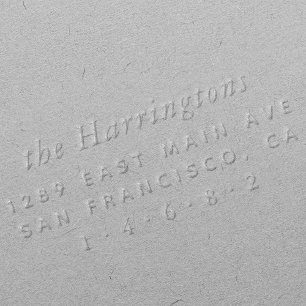 the Harringtons
1289 EAST MAIN AVE
SAN FRANCISCO, CA
1·4·6·8·2